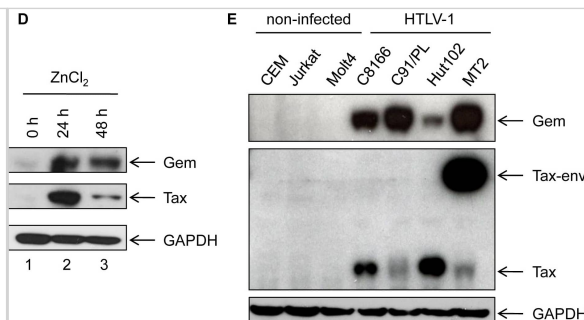 D
ZnCl2
0 h
24 h
48 h
Gem
Tax
GAPDH
1 2 3
E
non-infected HTLV-1
CEM Jurkat Molt4 C8166 C91/PL Hut102 MT2
Gem
Tax-env
Tax
GAPDH